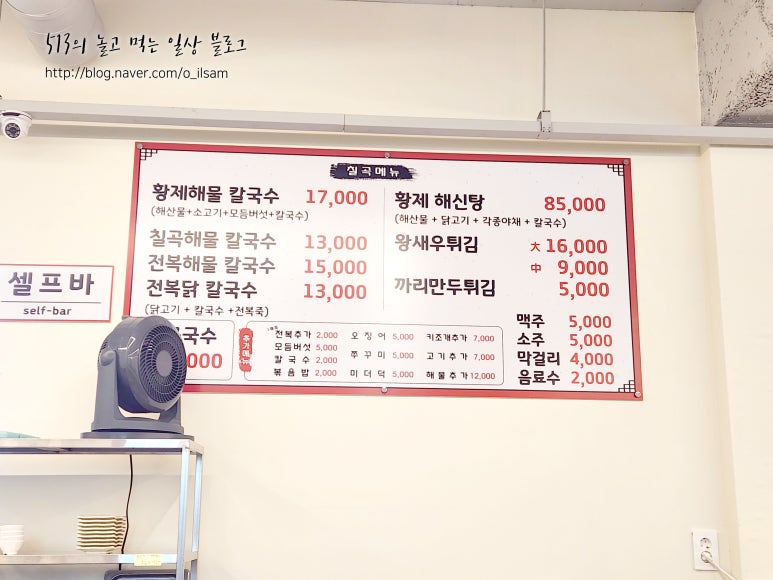 513의 놀고 먹는 일상 블로그
http://blog.naver.com/o_ilsam
칠곡메뉴
황제해물 칼국수 17,000
(해산물+소고기+모듬버섯+칼국수)
칠곡해물 칼국수 13,000
전복해물 칼국수 15,000
전복닭 칼국수 13,000
(닭고기 + 칼국수 +전복죽)
국수
000
황제 해신탕 85,000
(해산물 + 닭고기 + 각종야채 + 칼국수)
왕새우튀김 大 16,000
中 9,000
까리만두튀김 5,000
추가메뉴
전복추가 2,000 오징어 5,000 키조개추가 7,000
모듬버섯 5,000
칼국수 2,000 쭈꾸미 5,000 고기추가 7,000
볶음밥 2,000 미더덕 5,000 해물추가 12,000
맥주 5,000
소주 5,000
막걸리 4,000
음료수 2,000
셀프바
self-bar